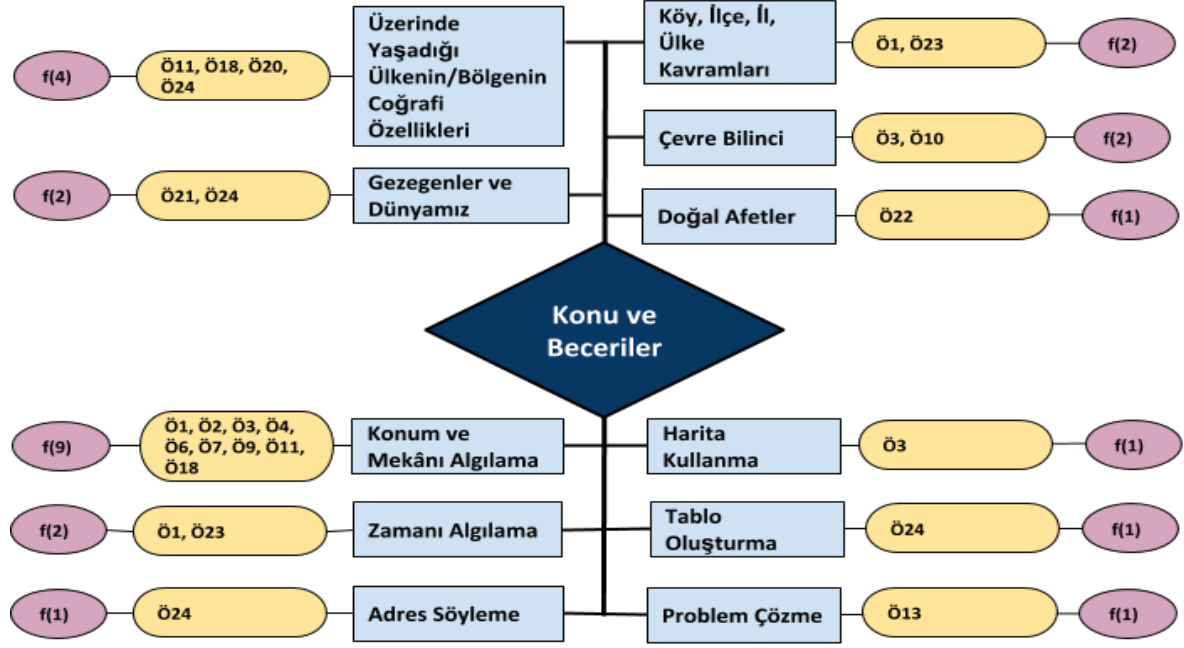 f(4)
Ö11, Ö18, Ö20,
Ö24
Üzerinde
Yaşadığı
Ülkenin/Bölgenin
Coğrafi
Özellikleri
Köy, İlçe, İl,
Ülke
Kavramları
Ö1, Ö23
f(2)
Çevre Bilinci
Ö3, Ö10
f(2)
f(2)
Ö21, Ö24
Gezegenler ve
Dünyamız
Doğal Afetler
Ö22
f(1)
Konu ve
Beceriler
f(9)
Ö1, Ö2, Ö3, Ö4,
Ö6, Ö7, Ö9, Ö11,
Ö18
Konum ve
Mekânı Algılama
Harita
Kullanma
Ö3
f(1)
f(2)
Ö1, Ö23
Zamanı Algılama
Tablo
Oluşturma
Ö24
f(1)
f(1)
Ö24
Adres Söyleme
Problem Çözme
Ö13
f(1)